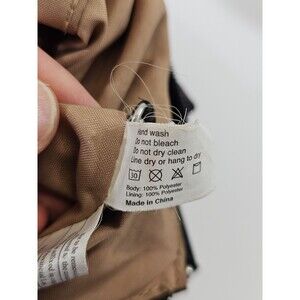 Hand wash
Do not bleach
Do not dry clean
Line dry or hang to dry
30
Body: 100% Polyester
Lining: 100% Polyester
Made in China